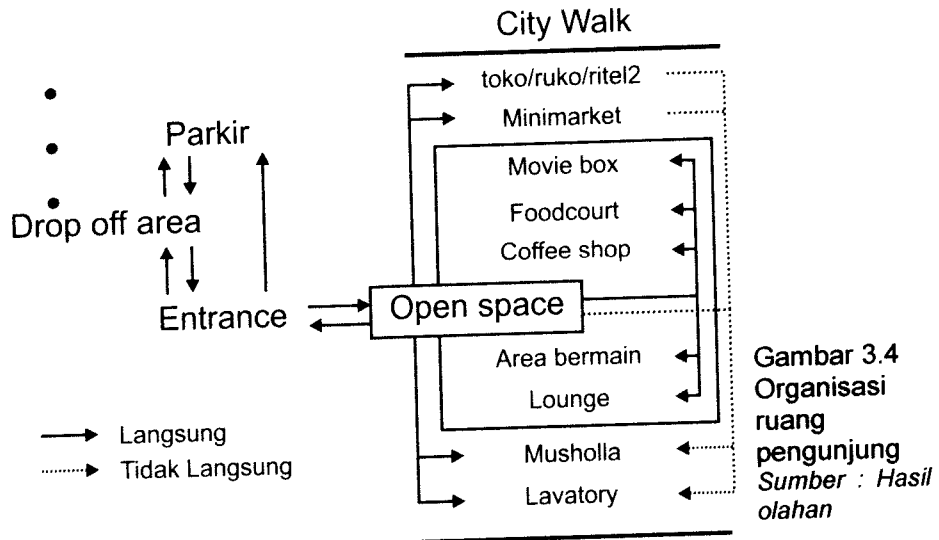 City Walk
toko/ruko/ritel2
Minimarket
Parkir
Movie box
Foodcourt
Drop off area
Coffee shop
Entrance
Open space
Area bermain
Lounge
Langsung
Tidak Langsung
Musholla
Lavatory
Gambar 3.4
Organisasi
ruang
pengunjung
Sumber : Hasil
olahan